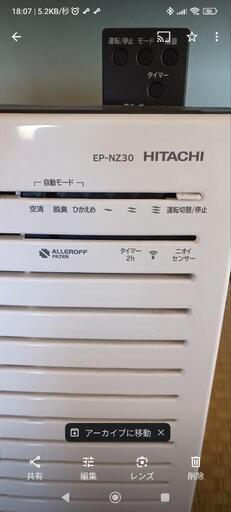 18:07 | 5.2KB/秒
運転/停止 モード 風量
タイマー
EP-NZ30 HITACHI
自動モード
空清 脱臭 ひかえめ 運転切替/停止
ALLEROFF
FILTER
タイマー
2h
ニオイ
センサー
アーカイブに移動
共有 編集 レンズ 削除